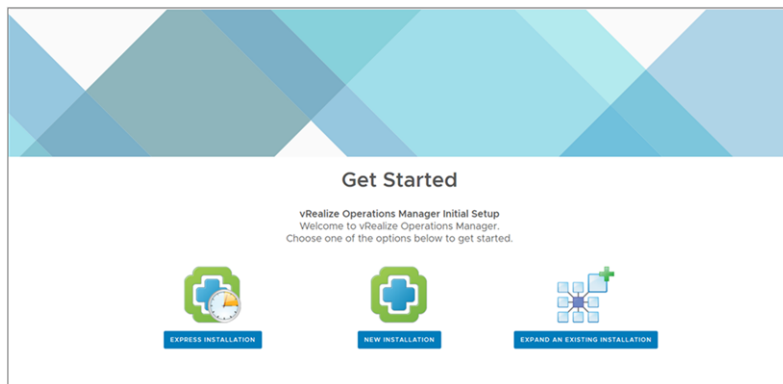 Get Started
vRealize Operations Manager Initial Setup
Welcome to vRealize Operations Manager.
Choose one of the options below to get started.
EXPRESS INSTALLATION
NEW INSTALLATION
EXPAND AN EXISTING INSTALLATION